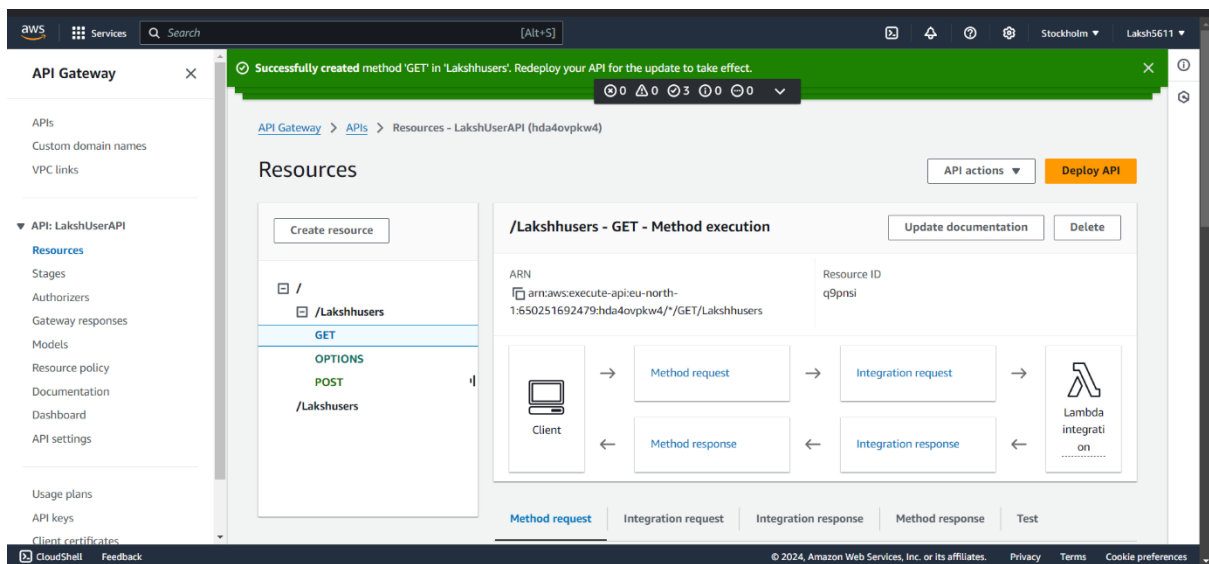 aws
Services
Search
[Alt+S]
Stockholm ▼
Laksh5611 ▼
API Gateway
APIs
Custom domain names
VPC links
▼ API: LakshUserAPI
Resources
Stages
Authorizers
Gateway responses
Models
Resource policy
Documentation
Dashboard
API settings
Usage plans
API keys
Client certificates
Successfully created method 'GET' in 'Lakshhusers'. Redeploy your API for the update to take effect.
0 0 3 0 0
API Gateway > APIs > Resources - LakshUserAPI (hda4ovpkw4)
Resources
API actions ▼
Deploy API
Create resource
/
/Lakshhusers
GET
OPTIONS
POST
/Lakshusers
/Lakshhusers - GET - Method execution
Update documentation
Delete
ARN
arn:aws:execute-api:eu-north-
1:650251692479:hda4ovpkw4/*/GET/Lakshhusers
Resource ID
q9pnsi
Client
Method request
Integration request
Method response
Integration response
Lambda
integrati
on
Method request
Integration request
Integration response
Method response
Test
CloudShell
Feedback
© 2024, Amazon Web Services, Inc. or its affiliates.
Privacy
Terms
Cookie preferences